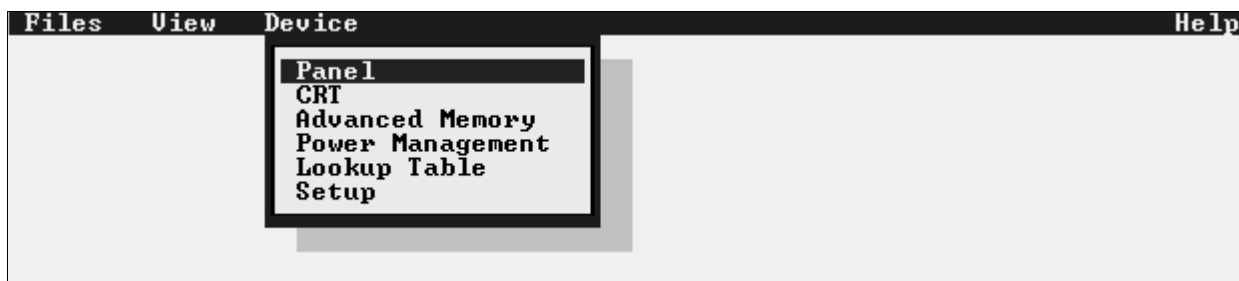 Files View Device Help
Panel
CRT
Advanced Memory
Power Management
Lookup Table
Setup